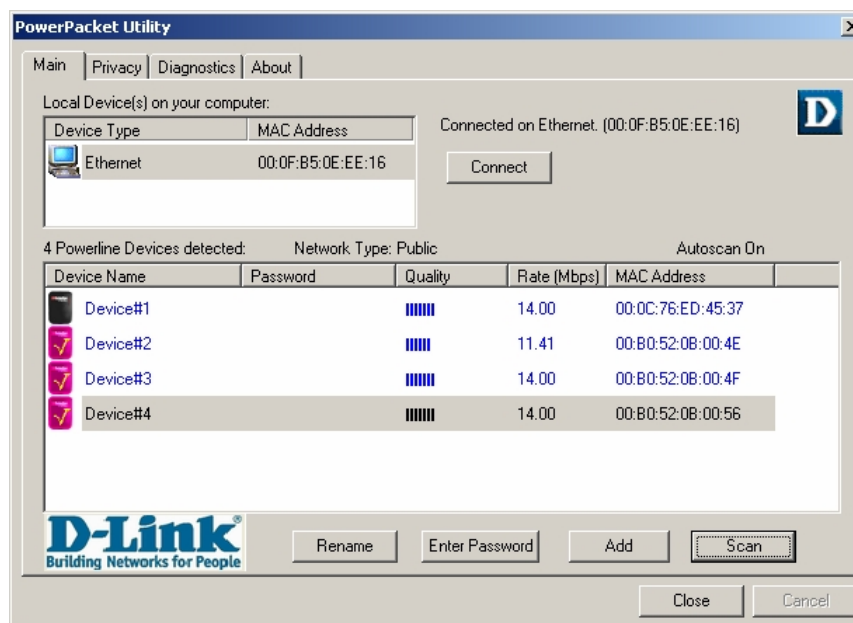 PowerPacket Utility
Main Privacy Diagnostics About
Local Device(s) on your computer:
Device Type MAC Address
Ethernet 00:0F:B5:0E:EE:16
Connected on Ethernet. (00:0F:B5:0E:EE:16)
D
Connect
4 Powerline Devices detected: Network Type: Public Autoscan On
Device Name Password Quality Rate (Mbps) MAC Address
Device#1 14.00 00:0C:76:ED:45:37
Device#2 11.41 00:B0:52:0B:00:4E
Device#3 14.00 00:B0:52:0B:00:4F
Device#4 14.00 00:B0:52:0B:00:56
D-Link®
Building Networks for People
Rename Enter Password Add Scan
Close Cancel